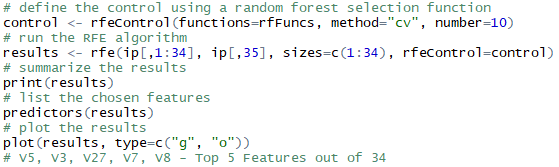 # define the control using a random forest selection function
control <- rfeControl(functions=rfFuncs, method="cv", number=10)
# run the RFE algorithm
results <- rfe(ip[,1:34], ip[,35], sizes=c(1:34), rfeControl=control)
# summarize the results
print(results)
# list the chosen features
predictors(results)
# plot the results
plot(results, type=c("g", "o"))
# V5, V3, V27, V7, V8 - Top 5 Features out of 34